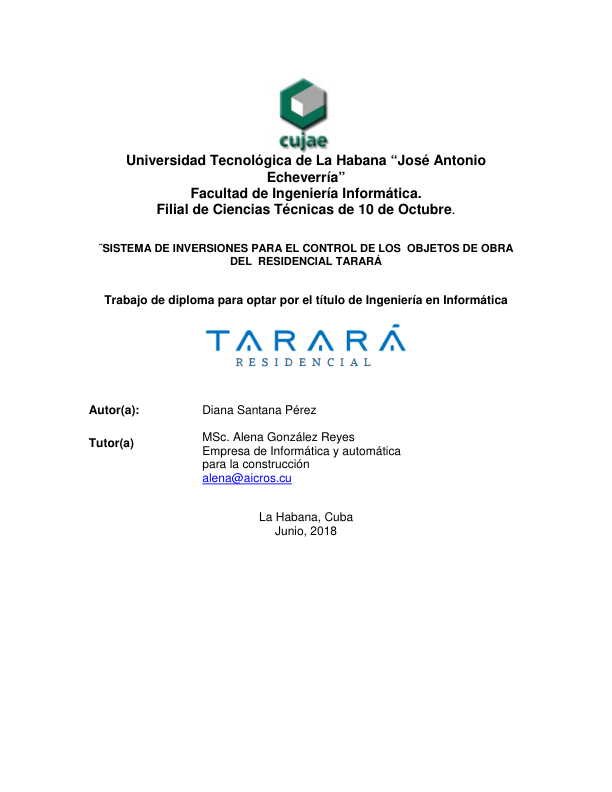 cujae
Universidad Tecnológica de La Habana “José Antonio
Echeverría”
Facultad de Ingeniería Informática.
Filial de Ciencias Técnicas de 10 de Octubre.
¨SISTEMA DE INVERSIONES PARA EL CONTROL DE LOS OBJETOS DE OBRA
DEL RESIDENCIAL TARARÁ
Trabajo de diploma para optar por el título de Ingeniería en Informática
TARARÁ
RESIDENCIAL
Autor(a): Diana Santana Pérez
Tutor(a) MSc. Alena González Reyes
Empresa de Informática y automática
para la construcción
alena@aicros.cu
La Habana, Cuba
Junio, 2018